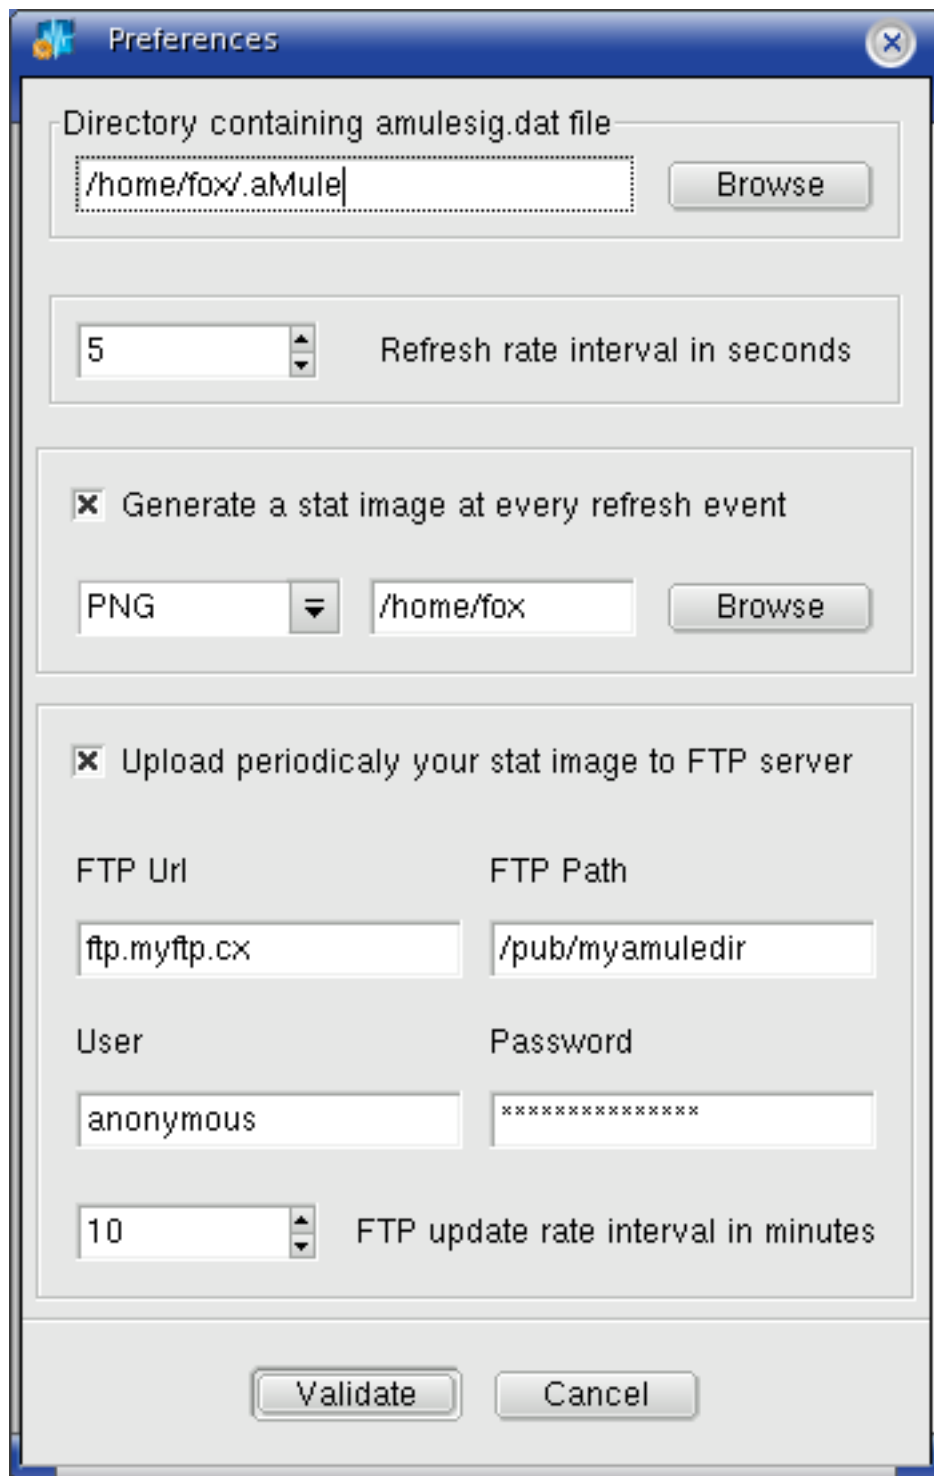 Preferences
Directory containing amulesig.dat file
/home/fox/.aMule
Browse
5
Refresh rate interval in seconds
Generate a stat image at every refresh event
PNG
/home/fox
Browse
Upload periodicaly your stat image to FTP server
FTP Url
FTP Path
ftp.myftp.cx
/pub/myamuledir
User
Password
anonymous
***************
10
FTP update rate interval in minutes
Validate
Cancel